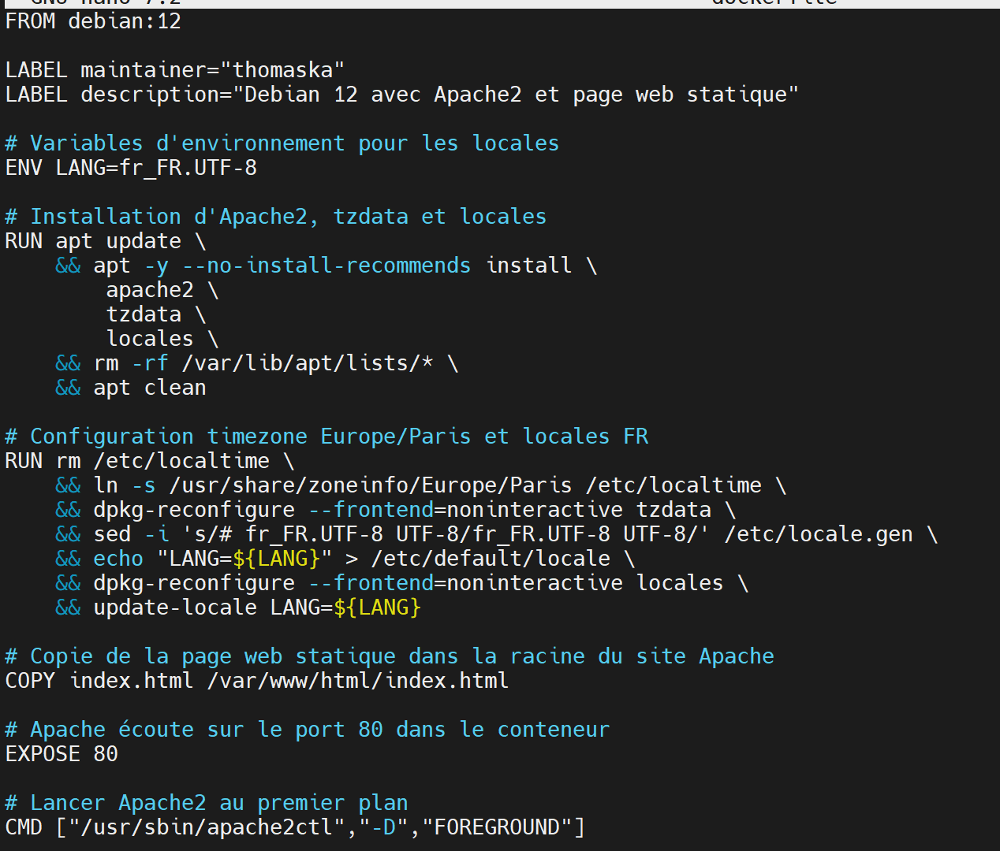 GNU nano 7.2 dockerfile
FROM debian:12
LABEL maintainer="thomaska"
LABEL description="Debian 12 avec Apache2 et page web statique"
# Variables d'environnement pour les locales
ENV LANG=fr_FR.UTF-8
# Installation d'Apache2, tzdata et locales
RUN apt update \
    && apt -y --no-install-recommends install \
        apache2 \
        tzdata \
        locales \
    && rm -rf /var/lib/apt/lists/* \
    && apt clean
# Configuration timezone Europe/Paris et locales FR
RUN rm /etc/localtime \
    && ln -s /usr/share/zoneinfo/Europe/Paris /etc/localtime \
    && dpkg-reconfigure --frontend=noninteractive tzdata \
    && sed -i 's/# fr_FR.UTF-8 UTF-8/fr_FR.UTF-8 UTF-8/' /etc/locale.gen \
    && echo "LANG=${LANG}" > /etc/default/locale \
    && dpkg-reconfigure --frontend=noninteractive locales \
    && update-locale LANG=${LANG}
# Copie de la page web statique dans la racine du site Apache
COPY index.html /var/www/html/index.html
# Apache écoute sur le port 80 dans le conteneur
EXPOSE 80
# Lancer Apache2 au premier plan
CMD ["/usr/sbin/apache2ctl","-D","FOREGROUND"]